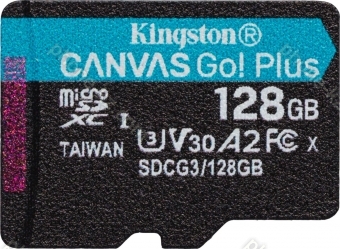 Kingston®
CANVAS Go! Plus
micro SD XC I 128GB
TAIWAN U3 V30 A2 FC X
SDCG3/128GB